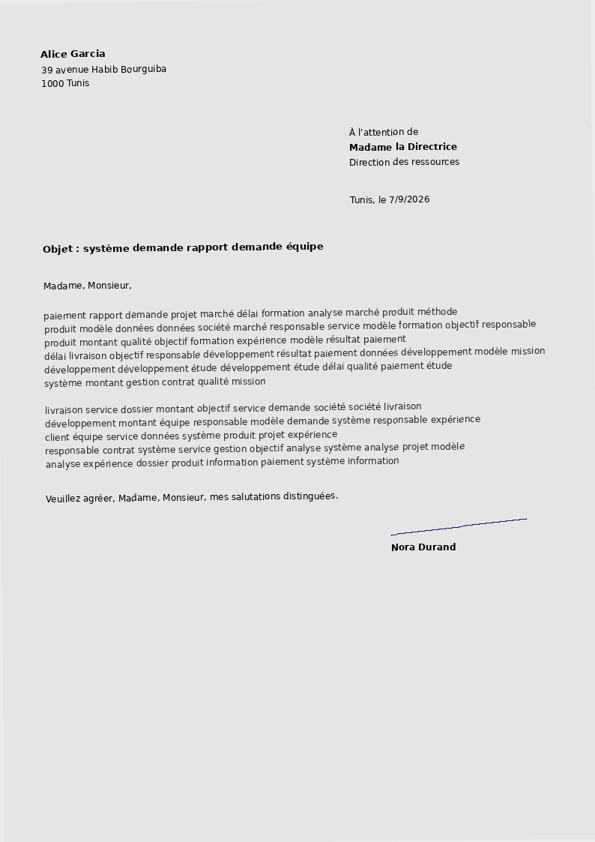 Alice Garcia
39 avenue Habib Bourguiba
1000 Tunis
À l'attention de
Madame la Directrice
Direction des ressources
Tunis, le 7/9/2026
Objet : système demande rapport demande équipe
Madame, Monsieur,
paiement rapport demande projet marché délai formation analyse marché produit méthode
produit modèle données données société marché responsable service modèle formation objectif responsable
produit montant qualité objectif formation expérience modèle résultat paiement
délai livraison objectif responsable développement résultat paiement données développement modèle mission
développement développement étude développement étude délai qualité paiement étude
système montant gestion contrat qualité mission
livraison service dossier montant objectif service demande société société livraison
développement montant équipe responsable modèle demande système responsable expérience
client équipe service données système produit projet expérience
responsable contrat système service gestion objectif analyse système analyse projet modèle
analyse expérience dossier produit information paiement système information
Veuillez agréer, Madame, Monsieur, mes salutations distinguées.
Nora Durand